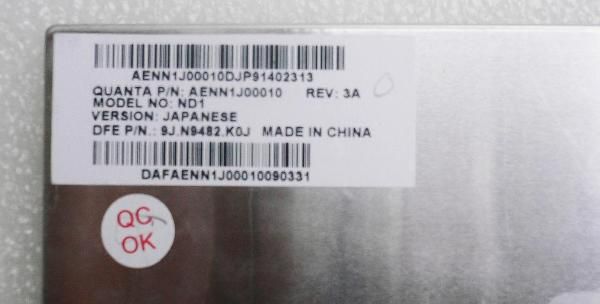 AENN1J00010DJP91402313
QUANTA P/N: AENN1J00010 REV: 3A
MODEL NO: ND1
VERSION: JAPANESE
DFE P/N.: 9J.N9482.K0J MADE IN CHINA
DAFAENN1J00010090331
QC
OK